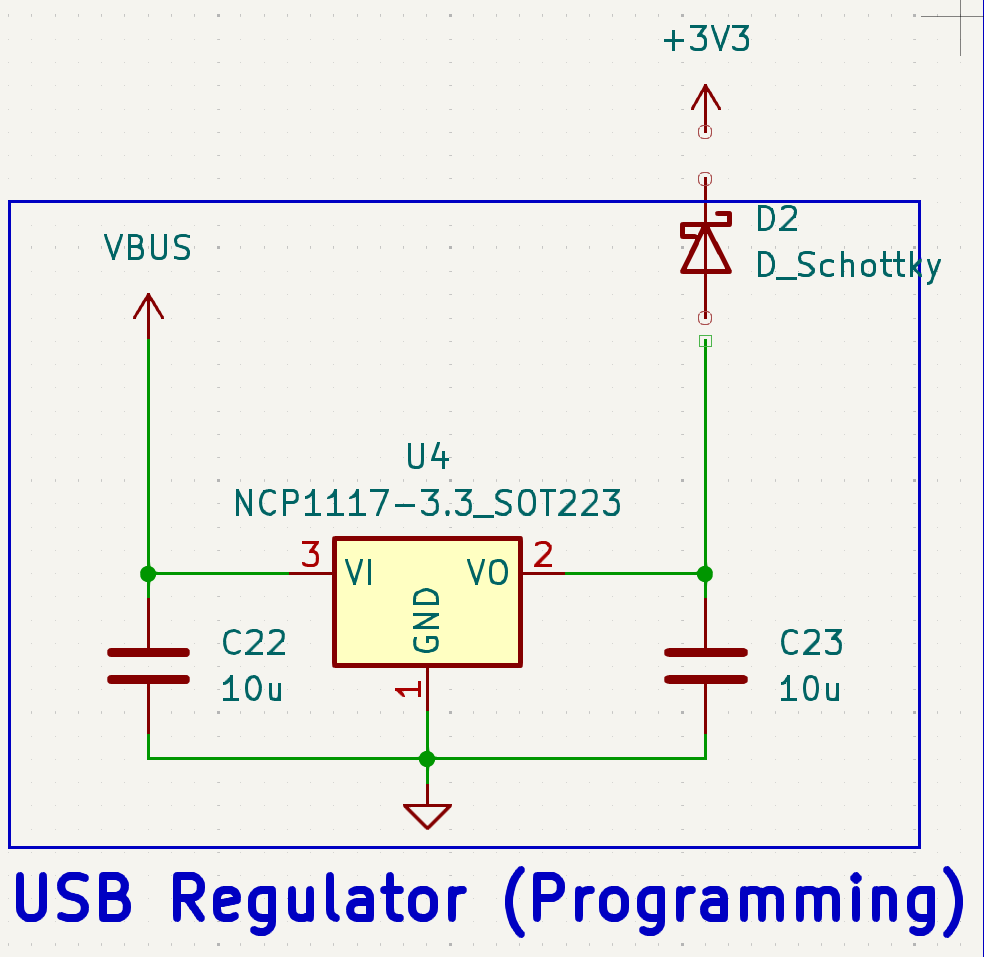 +3V3
D2
D_Schottky
VBUS
U4
NCP1117-3.3_SOT223
3
VI
VO
2
GND
1
C22
10u
C23
10u
USB Regulator (Programming)